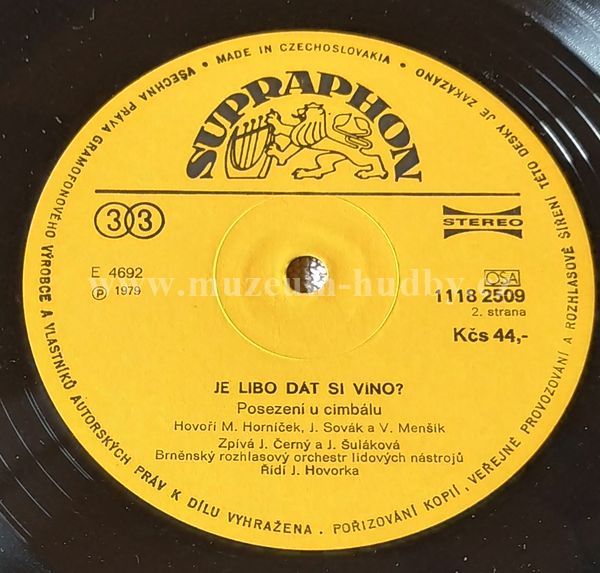 VŠECHNA PRÁVA GRAMOFONOVÉHO VÝROBCE A VLASTNÍKŮ AUTORSKÝCH PRÁV K DÍLU VYHRAŽENA. POŘIZOVÁNÍ KOPIÍ, VEŘEJNÉ PROVOZOVÁNÍ A ROZHLASOVÉ ŠÍŘENÍ TÉTO DESKY JE ZAKÁZÁNO • MADE IN CZECHOSLOVAKIA •
SUPRAPHON
33
STEREO
E 4692
Ⓟ 1979
OSA
1118 2509
2. strana
Kčs 44,-
www.muzeum-hudby.cz
JE LIBO DÁT SI VÍNO?
Posezení u cimbálu
Hovoří M. Horníček, J. Sovák a V. Menšík
Zpívá J. Černý a J. Šuláková
Brněnský rozhlasový orchestr lidových nástrojů
Řídí J. Hovorka